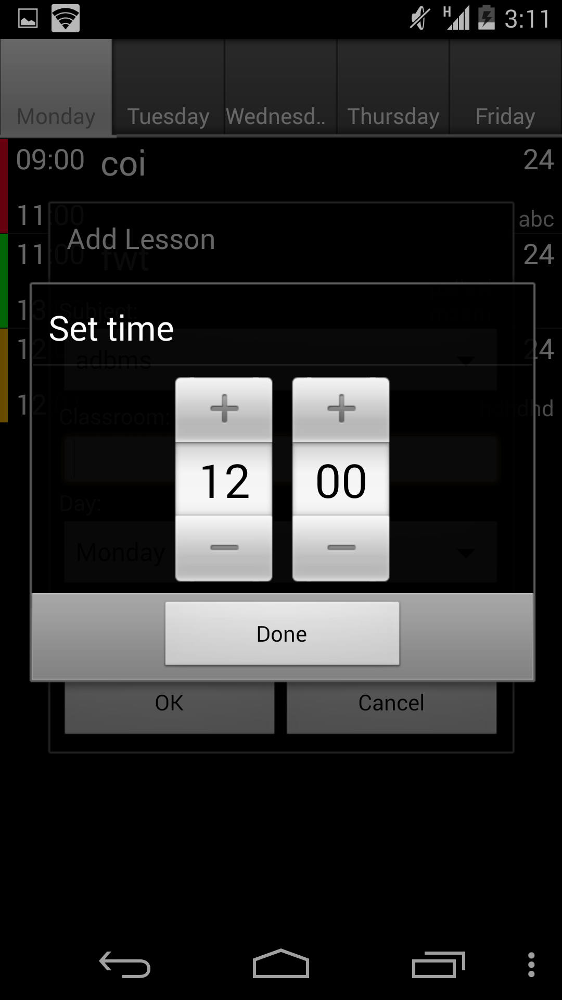 H 3:11
Monday Tuesday Wednesd.. Thursday Friday
09:00 coi 24
11:00 abc
Add Lesson
11:00 fwt 24
13 Subject:
Set time
12 adbms 24
12 Classroom: dhd
12 00
Day:
Monday
Done
OK Cancel